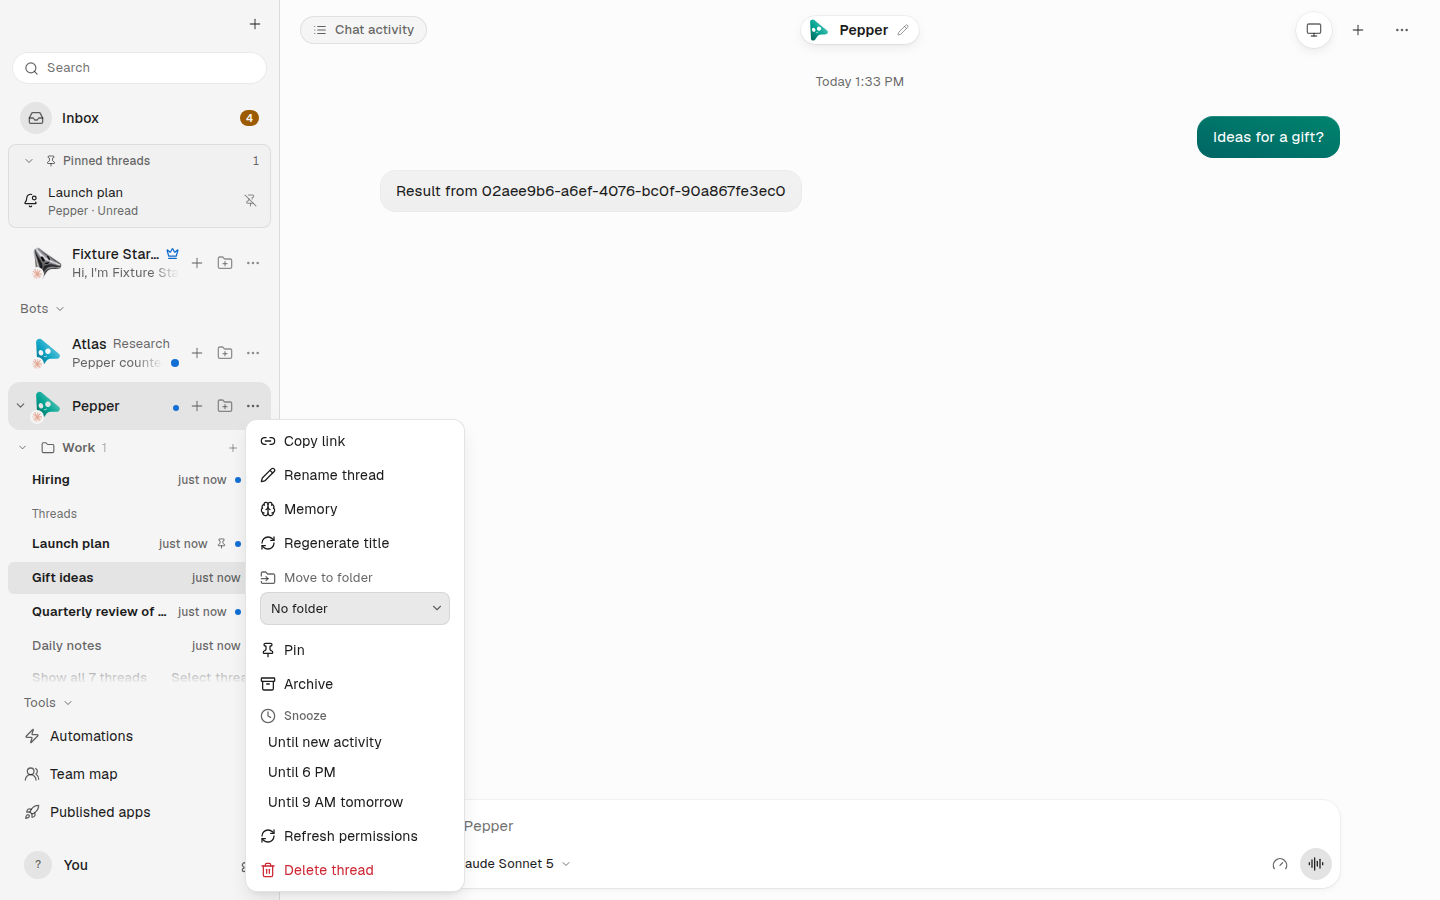 Search
Inbox 4
Pinned threads 1
Launch plan
Pepper · Unread
Fixture Star...
Hi, I'm Fixture Sta
Bots
Atlas Research
Pepper counte
Pepper
Work 1
Hiring just now
Threads
Launch plan just now
Gift ideas just now
Quarterly review of ... just now
Daily notes just now
Show all 7 threads Select threa
Tools
Automations
Team map
Published apps
? You
Copy link
Rename thread
Memory
Regenerate title
Move to folder
No folder
Pin
Archive
Snooze
Until new activity
Until 6 PM
Until 9 AM tomorrow
Refresh permissions
Delete thread
Chat activity
Pepper
Today 1:33 PM
Ideas for a gift?
Result from 02aee9b6-a6ef-4076-bc0f-90a867fe3ec0
Pepper
aude Sonnet 5